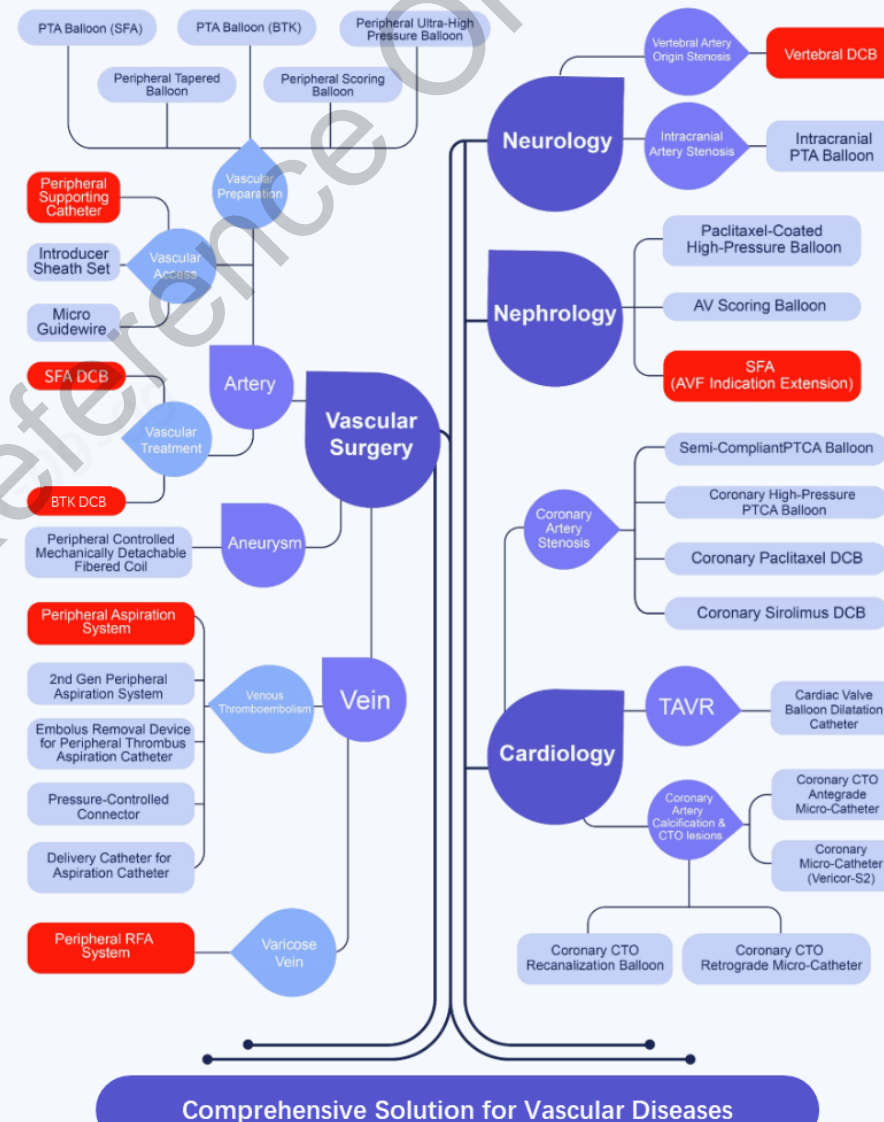 PTA Balloon (SFA)
PTA Balloon (BTK)
Peripheral Ultra-High
Pressure Balloon
Peripheral Tapered
Balloon
Peripheral Scoring
Balloon
Vascular
Preparation
Peripheral
Supporting
Catheter
Introducer
Sheath Set
Micro
Guidewire
Vascular
Access
SFA DCB
BTK DCB
Vascular
Treatment
Artery
Vascular
Surgery
Peripheral Controlled
Mechanically Detachable
Fibered Coil
Aneurysm
Peripheral Aspiration
System
2nd Gen Peripheral
Aspiration System
Embolus Removal Device
for Peripheral Thrombus
Aspiration Catheter
Pressure-Controlled
Connector
Delivery Catheter for
Aspiration Catheter
Venous
Thromboembolism
Vein
Peripheral RFA
System
Varicose
Vein
Neurology
Vertebral Artery
Origin Stenosis
Vertebral DCB
Intracranial
Artery Stenosis
Intracranial
PTA Balloon
Nephrology
Paclitaxel-Coated
High-Pressure Balloon
AV Scoring Balloon
SFA
(AVF Indication Extension)
Coronary
Artery
Stenosis
Semi-CompliantPTCA Balloon
Coronary High-Pressure
PTCA Balloon
Coronary Paclitaxel DCB
Coronary Sirolimus DCB
Cardiology
TAVR
Cardiac Valve
Balloon Dilatation
Catheter
Coronary
Artery
Calcification &
CTO lesions
Coronary CTO
Antegrade
Micro-Catheter
Coronary
Micro-Catheter
(Vericor-S2)
Coronary CTO
Recanalization Balloon
Coronary CTO
Retrograde Micro-Catheter
Comprehensive Solution for Vascular Diseases